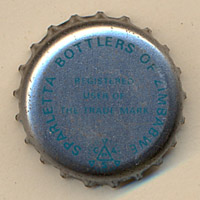 SPARLETTA BOTTLERS OF ZIMBABWE
REGISTERED
USER OF
THE TRADE MARK